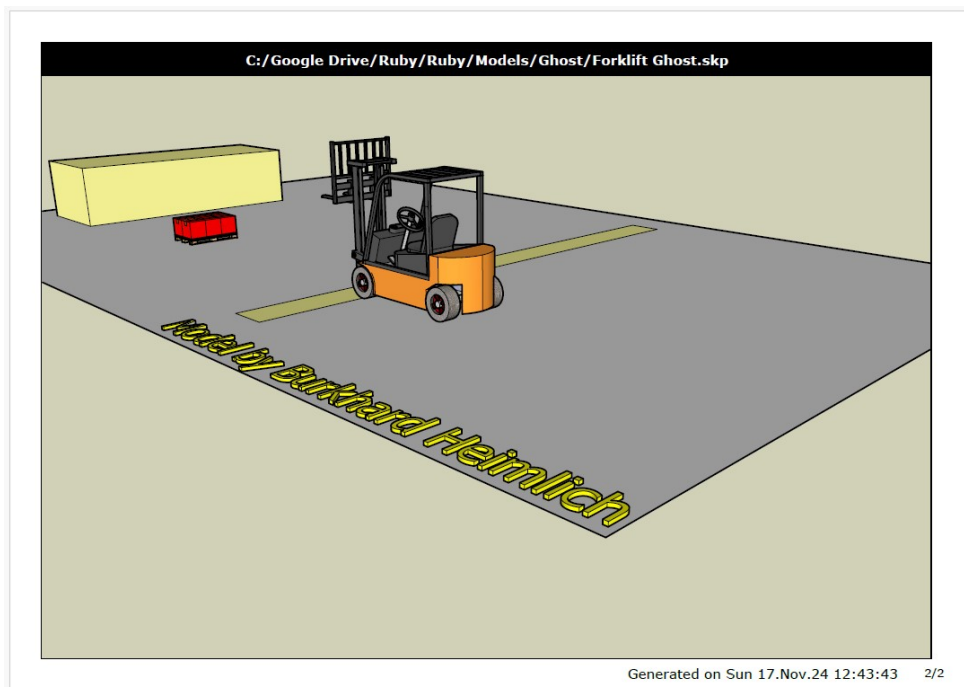 C:/Google Drive/Ruby/Ruby/Models/Ghost/Forklift Ghost.skp
Model by Burkhard Heimlich
Generated on Sun 17.Nov.24 12:43:43 2/2